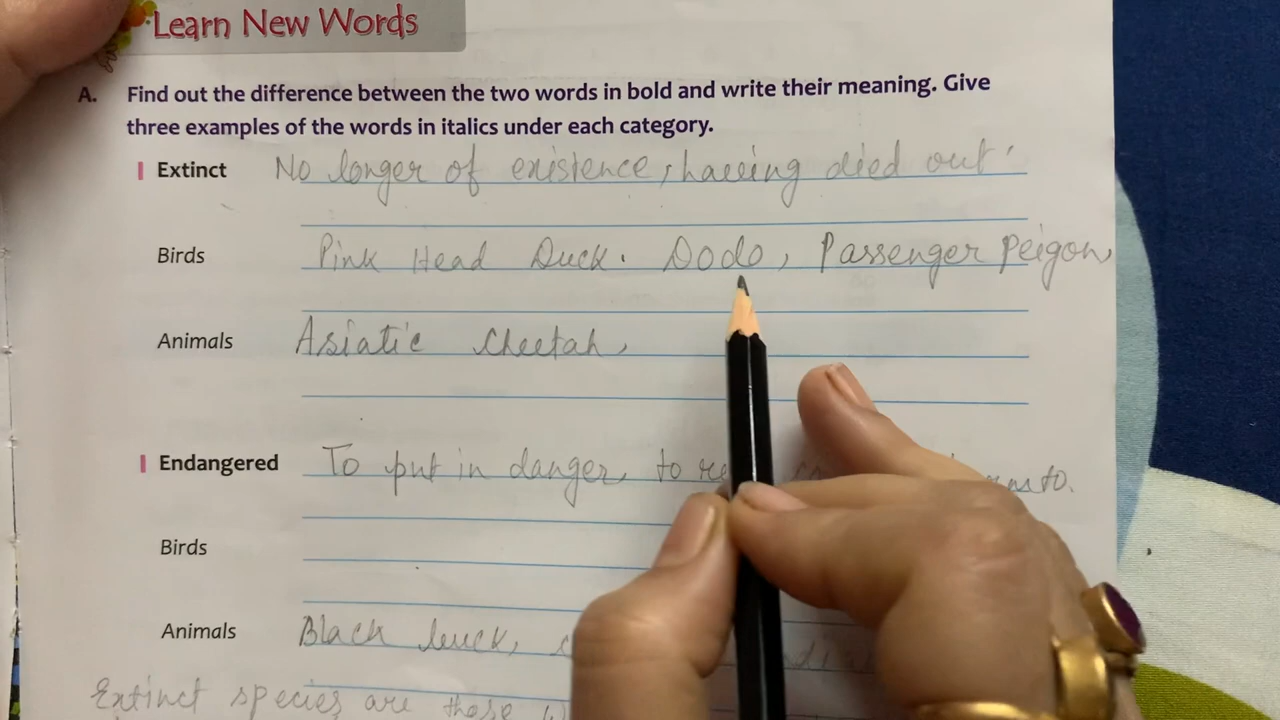 Learn New Words
A. Find out the difference between the two words in bold and write their meaning. Give
three examples of the words in italics under each category.
Extinct No longer of existence, having died out.
Birds Pink Head Duck. Dodo, Passenger Peigon,
Animals Asiatic Cheetah,
Endangered To put in danger, to
Birds
Animals Black buck,
Extinct species are those